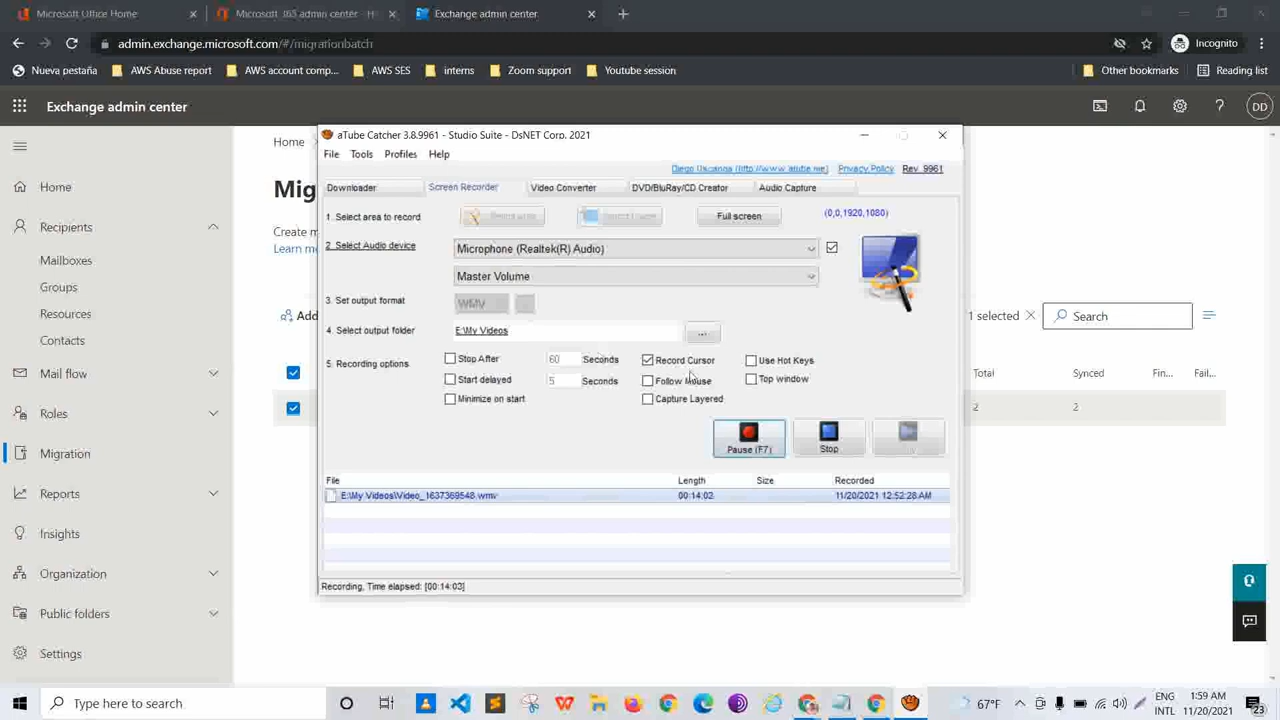 Microsoft Office Home
Microsoft 365 admin center - H
Exchange admin center
admin.exchange.microsoft.com/#/migrationbatch
Incognito
Nueva pestaña
AWS Abuse report
AWS account comp...
AWS SES
interns
Zoom support
Youtube session
Other bookmarks
Reading list
Exchange admin center
DD
Home
Recipients
Mailboxes
Groups
Resources
Contacts
Mail flow
Roles
Migration
Reports
Insights
Organization
Public folders
Settings
Home
Mig
Create m
Learn m
Add
1 selected
Search
Total
Synced
Fin...
Fail...
2
2
aTube Catcher 3.8.9961 - Studio Suite - DsNET Corp. 2021
File Tools Profiles Help
Privacy Policy
Rev. 9961
Downloader
Screen Recorder
Video Converter
DVD/BluRay/CD Creator
Audio Capture
1. Select area to record
Full screen
(0,0,1920,1080)
2. Select Audio device
Microphone (Realtek(R) Audio)
Master Volume
3. Set output format
WMV
4. Select output folder
E:\My Videos
...
5. Recording options
Stop After
60
Seconds
Record Cursor
Use Hot Keys
Start delayed
5
Seconds
Follow Mouse
Top window
Minimize on start
Capture Layered
Pause (F7)
Stop
File
Length
Size
Recorded
E:\My Videos\Video_1637369548.wmv
00:14:02
11/20/2021 12:52:28 AM
Recording, Time elapsed: [00:14:03]
Type here to search
67°F
ENG
INTL
1:59 AM
11/20/2021
23